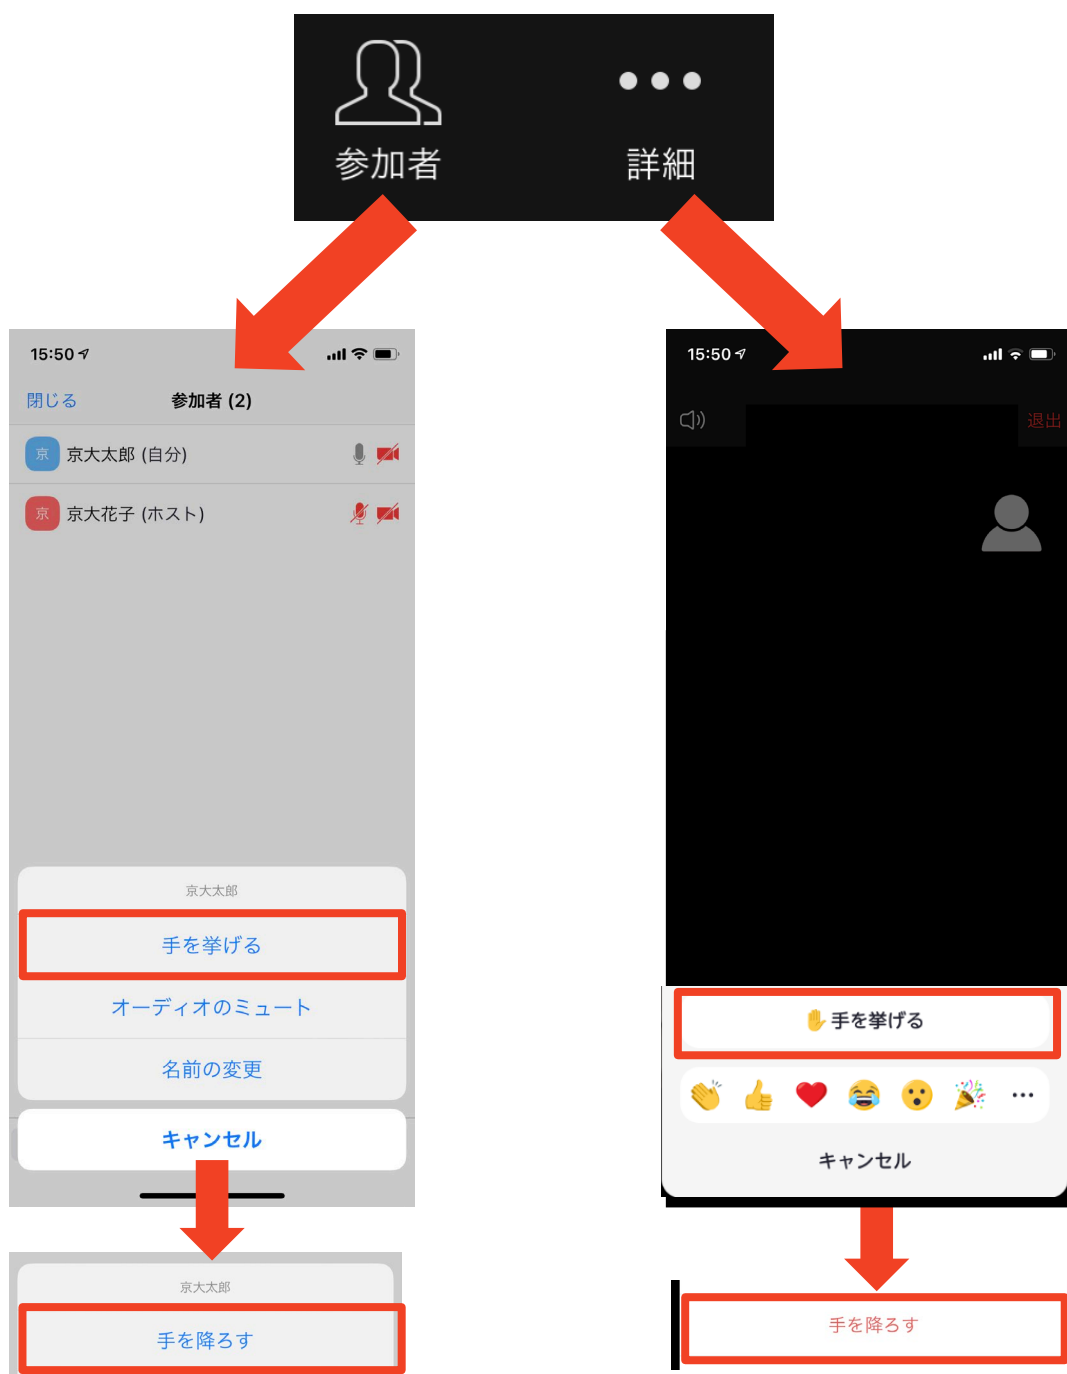 参加者
詳細
15:50
閉じる
参加者 (2)
京 京大太郎 (自分)
京 京大花子 (ホスト)
京大太郎
手を挙げる
オーディオのミュート
名前の変更
キャンセル
京大太郎
手を降ろす
15:50
退出
手を挙げる
キャンセル
手を降ろす